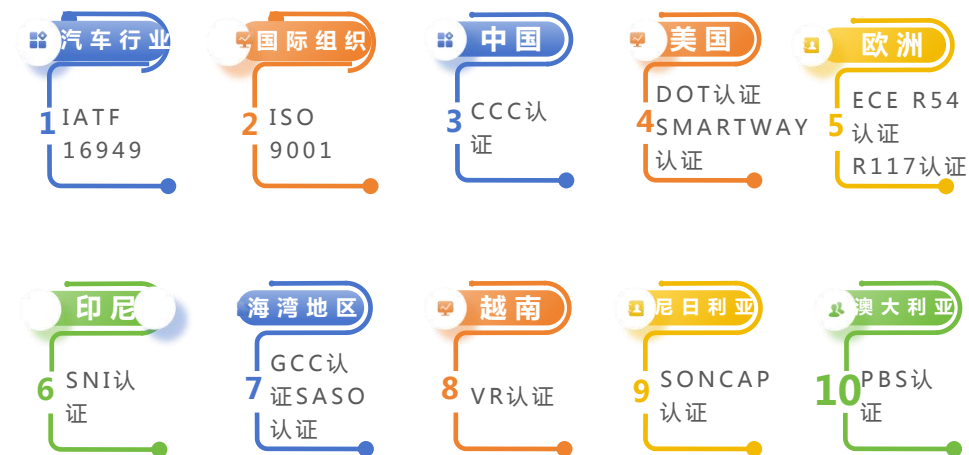 汽车行业
1
IATF
16949
国际组织
2
ISO
9001
中国
3
CCC认
证
美国
4
DOT认证
SMARTWAY
认证
欧洲
5
ECE R54
认证
R117认证
印尼
6
SNI认
证
海湾地区
7
GCC认
证SASO
认证
越南
8
VR认证
尼日利亚
9
SONCAP
认证
澳大利亚
10
PBS认
证